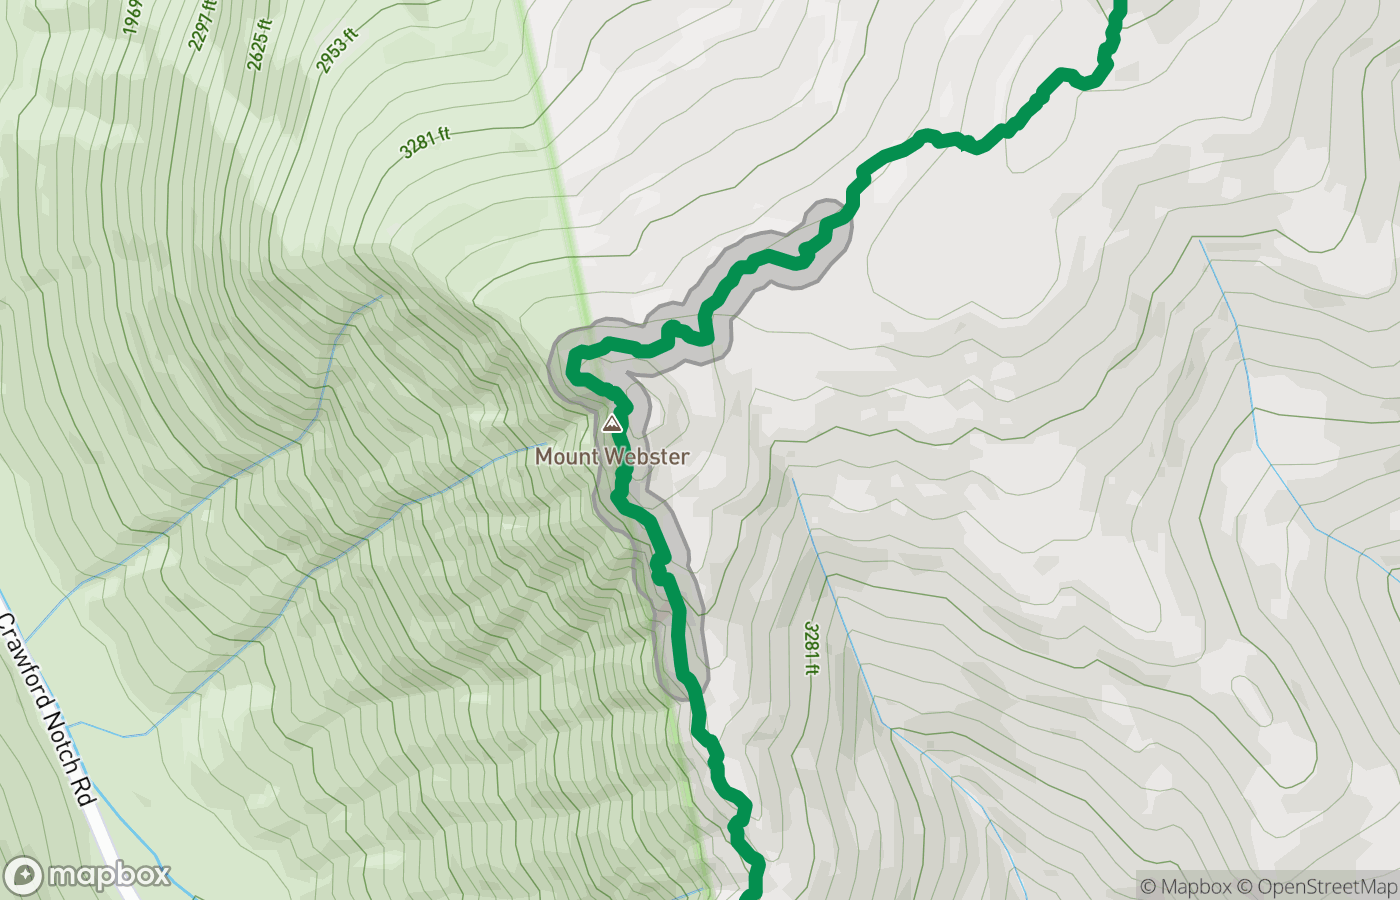 1969
2297 ft
2625 ft
2953 ft
3281 ft
Mount Webster
3281 ft
Crawford Notch Rd
mapbox
© Mapbox © OpenStreetMap